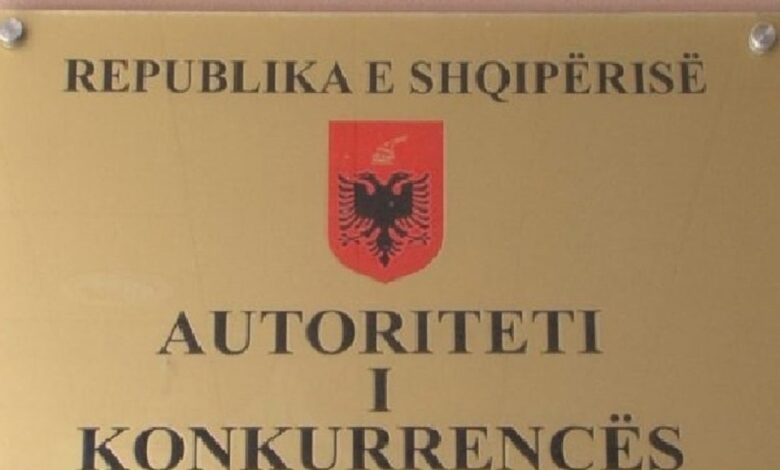 REPUBLIKA E SHQIPËRISË
AUTORITETI
I
KONKURRENCËS